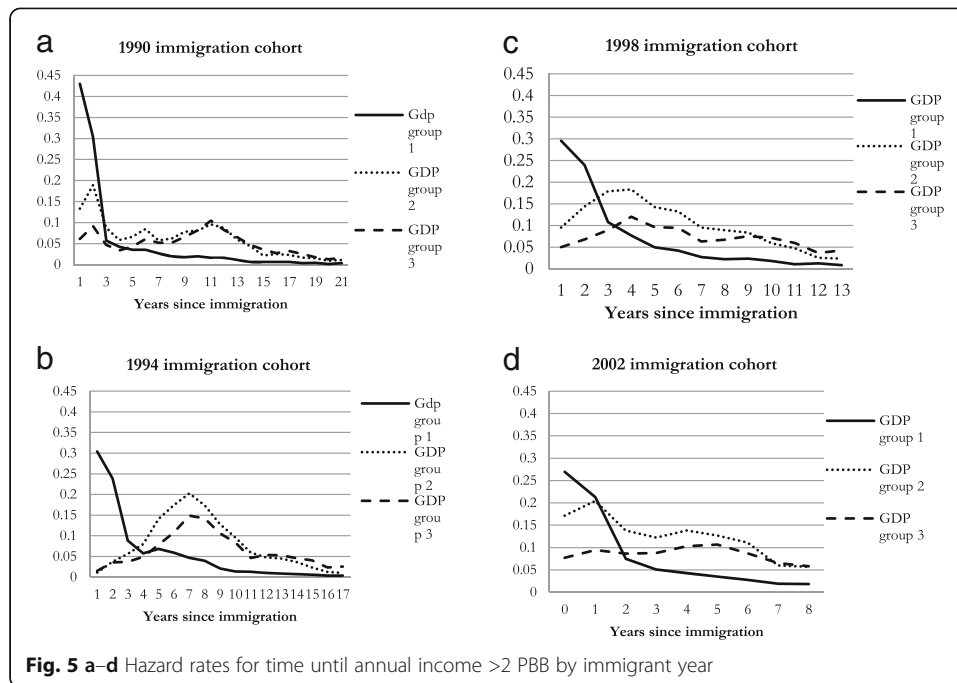 a
1990 immigration cohort
0.45
0.4
0.35
0.3
0.25
0.2
0.15
0.1
0.05
0
1 3 5 7 9 11 13 15 17 19 21
Years since immigration
Gdp
group
1
GDP
group
2
GDP
group
3
c
1998 immigration cohort
0.45
0.4
0.35
0.3
0.25
0.2
0.15
0.1
0.05
0
1 2 3 4 5 6 7 8 9 10 11 12 13
Years since immigration
GDP
group
1
GDP
group
2
GDP
group
3
b
1994 immigration cohort
0.45
0.4
0.35
0.3
0.25
0.2
0.15
0.1
0.05
0
1 2 3 4 5 6 7 8 9 10 11 12 13 14 15 16 17
Years since immigration
Gdp
grou
p 1
GDP
grou
p 2
GDP
grou
p 3
d
2002 immigration cohort
0.45
0.4
0.35
0.3
0.25
0.2
0.15
0.1
0.05
0
0 1 2 3 4 5 6 7 8
Years since immigration
GDP
group 1
GDP
group 2
GDP
group 3
Fig. 5 a–d Hazard rates for time until annual income >2 PBB by immigrant year